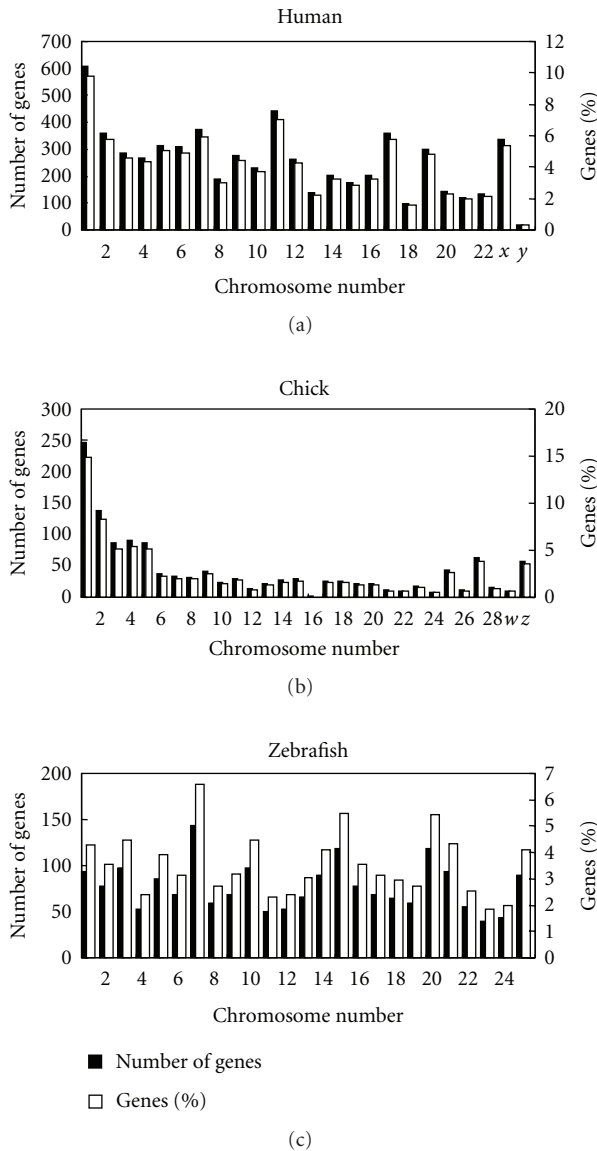 Human
Number of genes
700
600
500
400
300
200
100
0
12
10
8
6
4
2
0
Genes (%)
2 4 6 8 10 12 14 16 18 20 22 x y
Chromosome number
(a)
Chick
Number of genes
300
250
200
150
100
50
0
20
15
10
5
0
Genes (%)
2 4 6 8 10 12 14 16 18 20 22 24 26 28 w z
Chromosome number
(b)
Zebrafish
Number of genes
200
150
100
50
0
7
6
5
4
3
2
1
0
Genes (%)
2 4 6 8 10 12 14 16 18 20 22 24
Chromosome number
Number of genes
Genes (%)
(c)